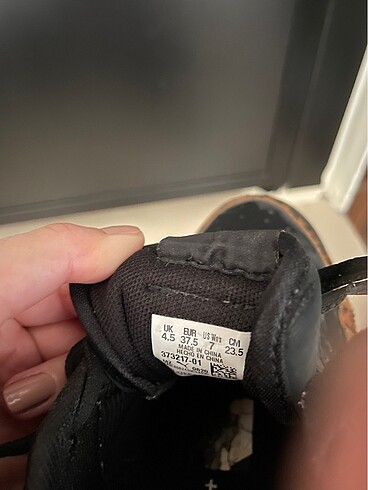 UK EUR US CM
4.5 37.5 7 23.5
MADE IN CHINA
HECHO EN CHINA
373217-01
0620